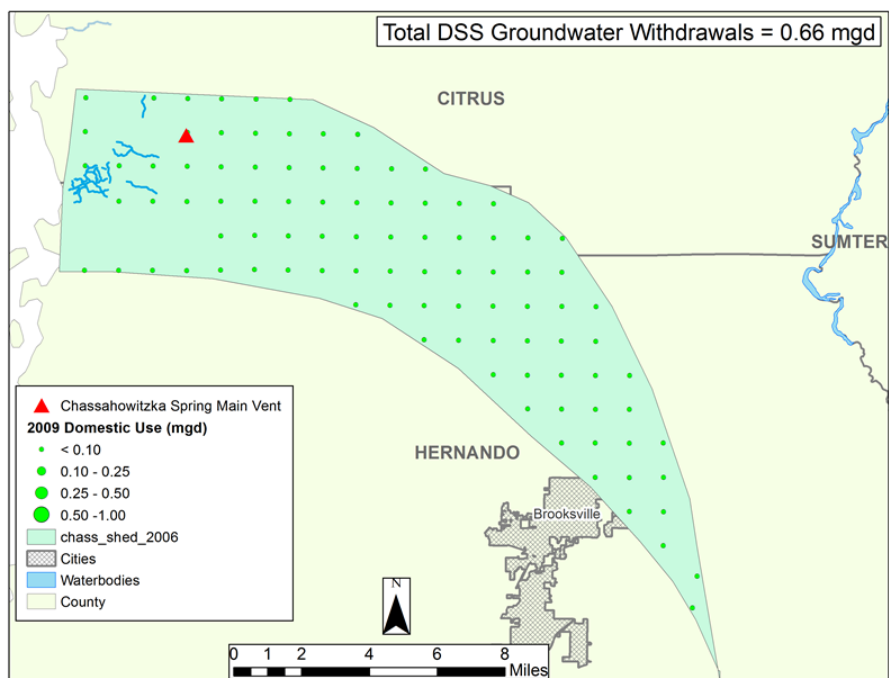 Total DSS Groundwater Withdrawals = 0.66 mgd
CITRUS
SUMTER
HERNANDO
Brooksville
Chassahowitzka Spring Main Vent
2009 Domestic Use (mgd)
< 0.10
0.10 - 0.25
0.25 - 0.50
0.50 -1.00
chass_shed_2006
Cities
Waterbodies
County
N
0 1 2 4 6 8
Miles